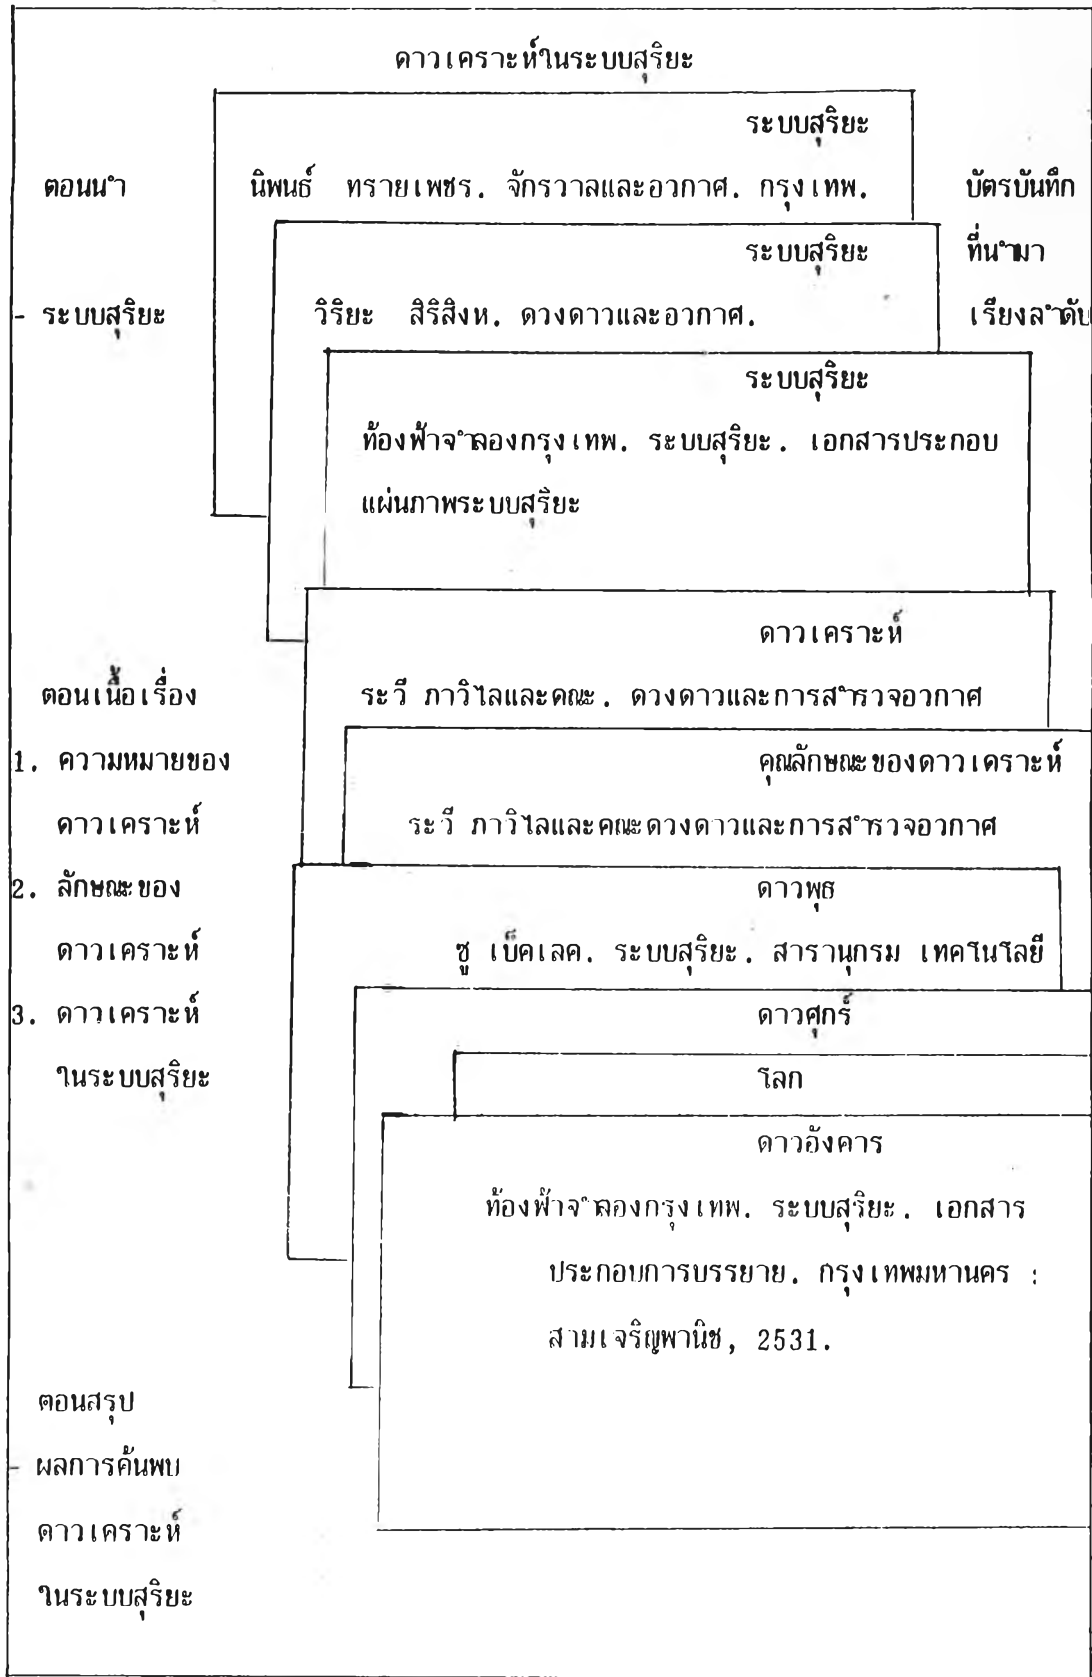 ดาวเคราะห์ในระบบสุริยะ
ระบบสุริยะ
ตอนนำ นิพนธ์ ทรายเพชร. จักรวาลและอวกาศ. กรุงเทพ. บัตรบันทึก
ระบบสุริยะ ที่นำมา
- ระบบสุริยะ วิริยะ สิริสิงห. ดวงดาวและอวกาศ. เรียงลำดับ
ระบบสุริยะ
ท้องฟ้าจำลองกรุงเทพ. ระบบสุริยะ. เอกสารประกอบ
แผ่นภาพระบบสุริยะ
ดาวเคราะห์
ตอนเนื้อเรื่อง ระวี ภาวิไลและคณะ. ดวงดาวและการสำรวจอวกาศ
1. ความหมายของ คุณลักษณะของดาวเคราะห์
ดาวเคราะห์ ระวี ภาวิไลและคณะดวงดาวและการสำรวจอวกาศ
2. ลักษณะของ ดาวพุธ
ดาวเคราะห์ ซู เบ็คเลค. ระบบสุริยะ. สารานุกรม เทคโนโลยี
3. ดาวเคราะห์ ดาวศุกร์
ในระบบสุริยะ โลก
ดาวอังคาร
ท้องฟ้าจำลองกรุงเทพ. ระบบสุริยะ. เอกสาร
ประกอบการบรรยาย. กรุงเทพมหานคร :
สามเจริญพานิช, 2531.
ตอนสรุป
- ผลการค้นพบ
ดาวเคราะห์
ในระบบสุริยะ